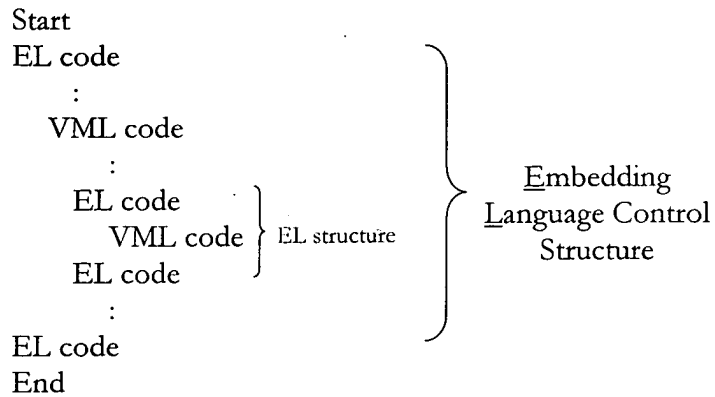 Start
EL code
:
VML code
:
EL code
VML code
EL code
EL structure
:
EL code
End
Embedding
Language Control
Structure